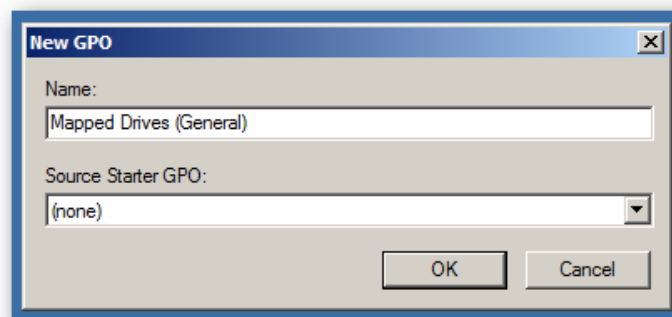 New GPO
Name:
Mapped Drives (General)
Source Starter GPO:
(none)
OK Cancel